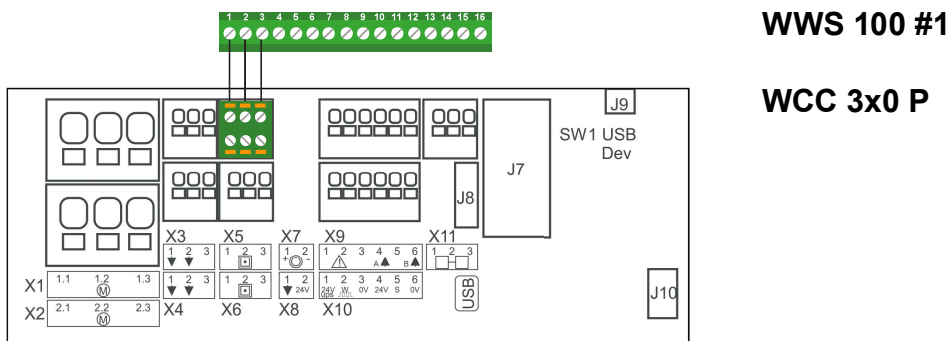 1 2 3 4 5 6 7 8 9 10 11 12 13 14 15 16
WWS 100 #1
WCC 3x0 P
J9
SW1 USB
Dev
J7
J8
X3 X5 X7 X9 X11
1 2 3 1 2 3 1 2 1 2 3 4 5 6 1 2 3
+ - A B
X1 1.1 1.2 1.3
M
1 2 3 1 2 3 1 2 1 2 3 4 5 6
24V 24V W 0V 24V S 0V
gps
USB
J10
X2 2.1 2.2 2.3
M
X4 X6 X8 X10